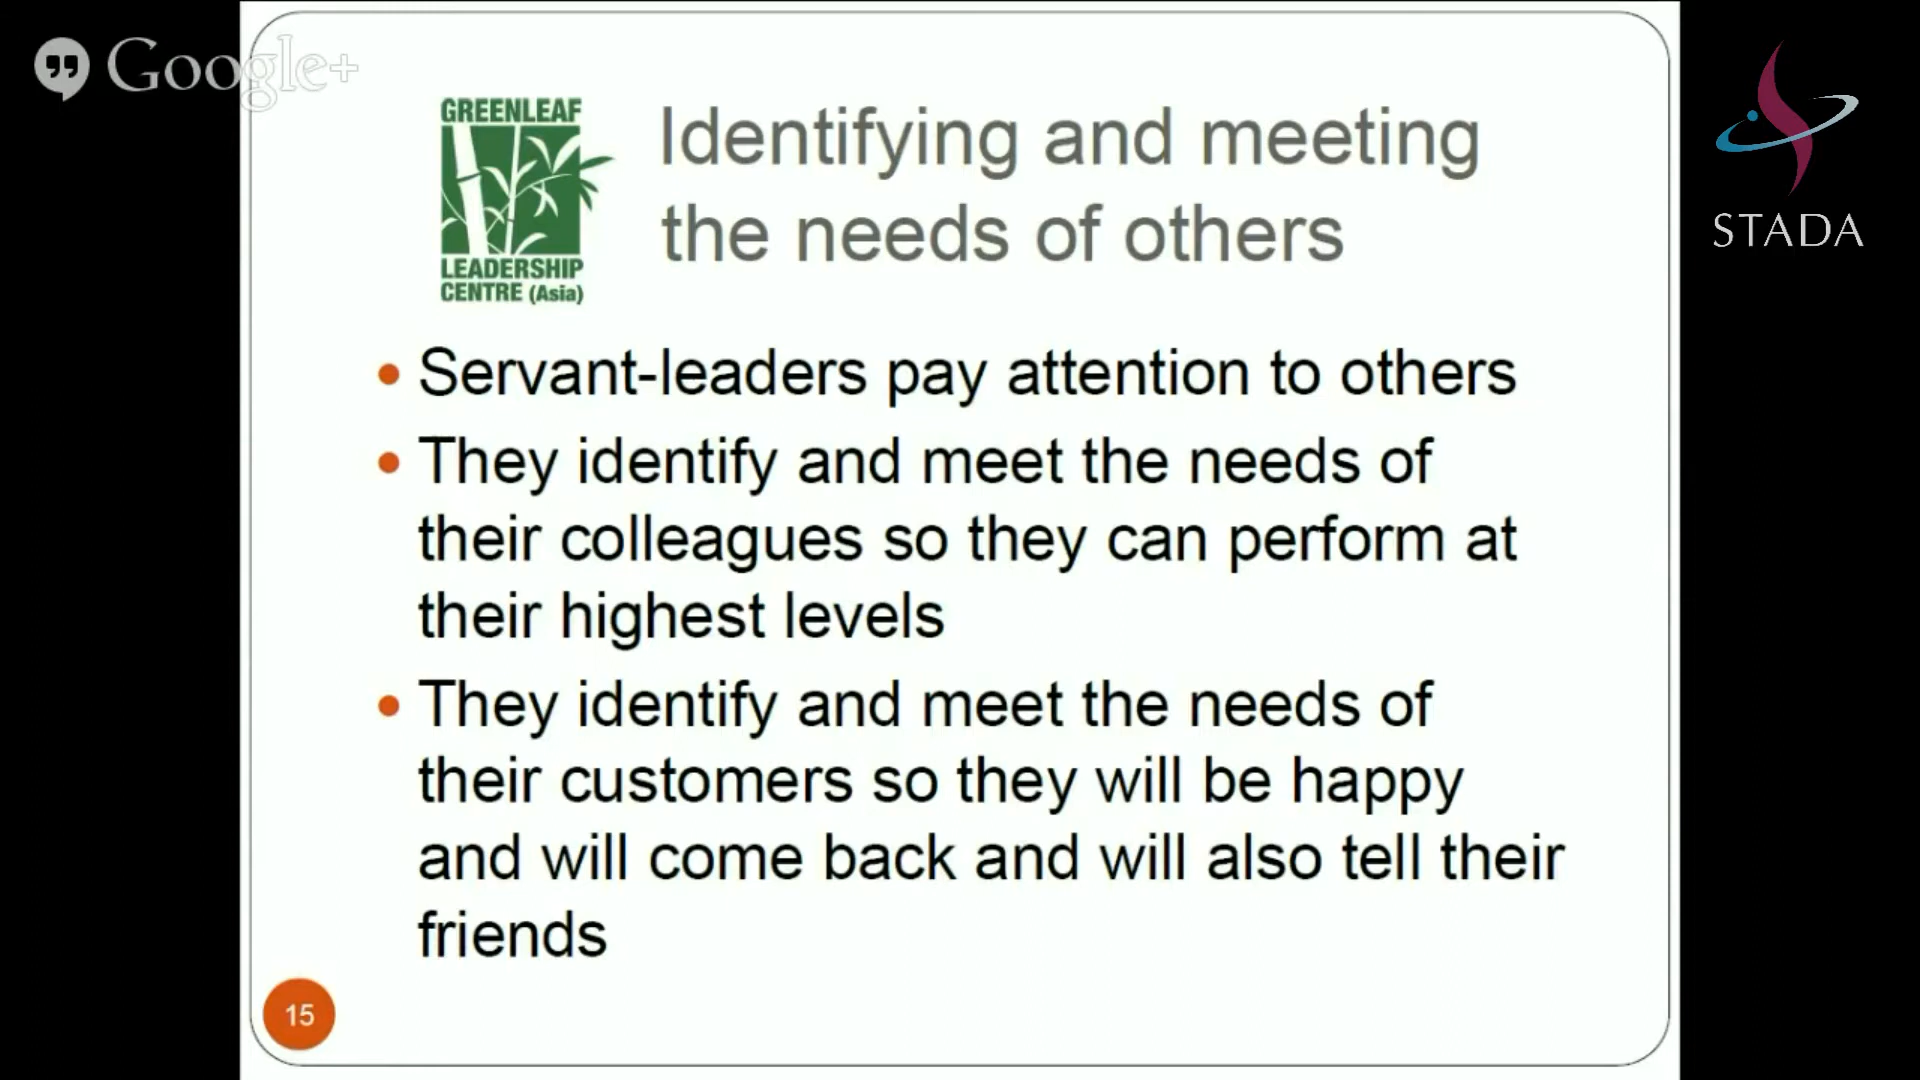 Google+
GREENLEAF
LEADERSHIP
CENTRE (Asia)
Identifying and meeting
the needs of others
STADA
• Servant-leaders pay attention to others
• They identify and meet the needs of
their colleagues so they can perform at
their highest levels
• They identify and meet the needs of
their customers so they will be happy
and will come back and will also tell their
friends
15